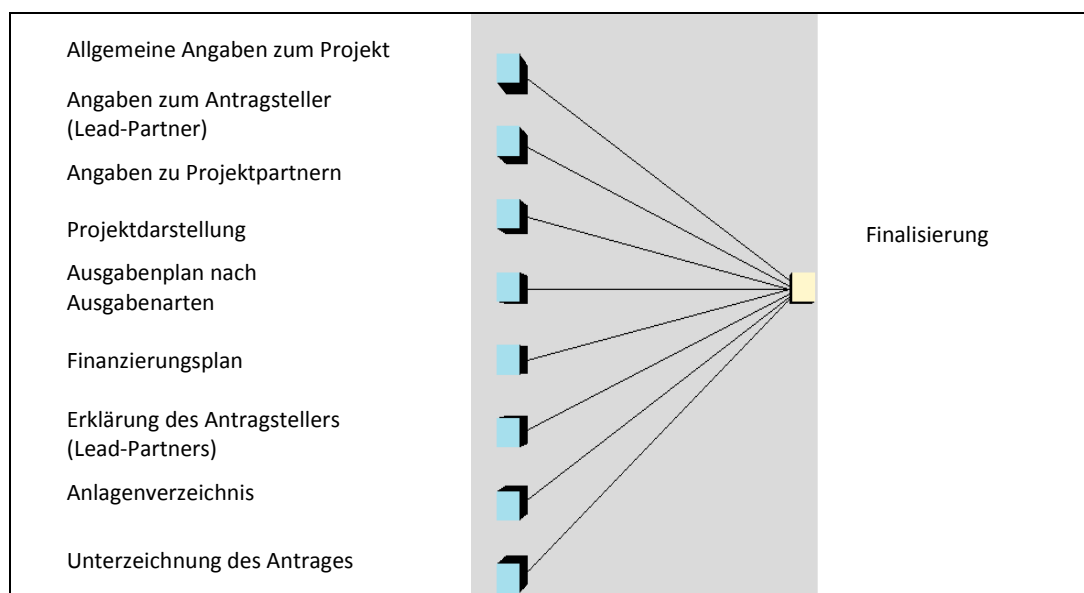 Allgemeine Angaben zum Projekt
Angaben zum Antragsteller
(Lead-Partner)
Angaben zu Projektpartnern
Projektdarstellung
Ausgabenplan nach
Ausgabenarten
Finanzierungsplan
Erklärung des Antragstellers
(Lead-Partners)
Anlagenverzeichnis
Unterzeichnung des Antrages
Finalisierung